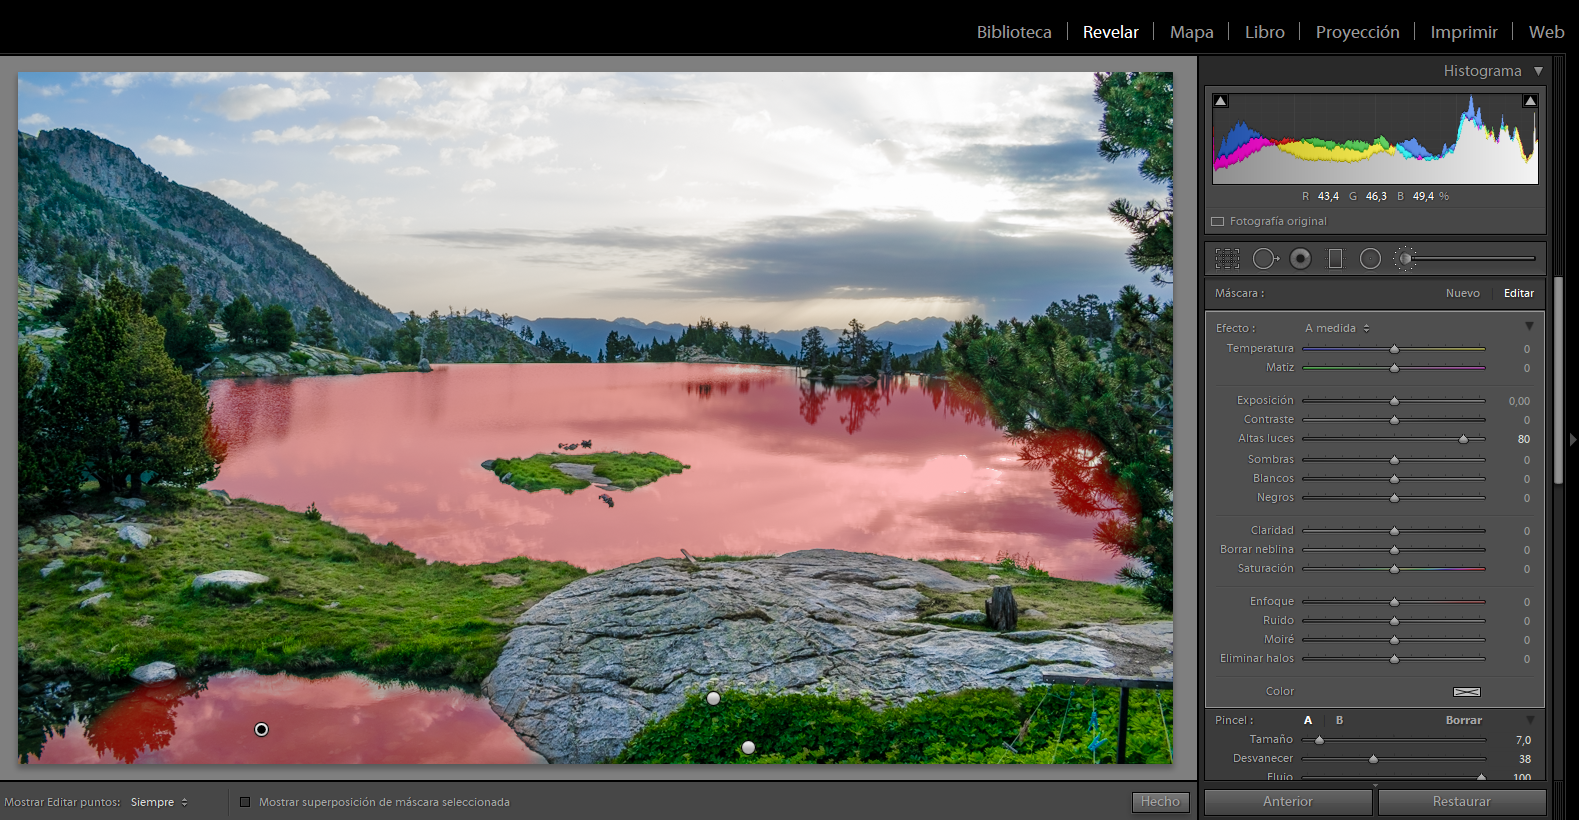 Biblioteca | Revelar | Mapa | Libro | Proyección | Imprimir | Web
Histograma
R 43,4 G 46,3 B 49,4 %
Fotografía original
Máscara : Nuevo | Editar
Efecto : A medida
Temperatura 0
Matiz 0
Exposición 0,00
Contraste 0
Altas luces 80
Sombras 0
Blancos 0
Negros 0
Claridad 0
Borrar neblina 0
Saturación 0
Enfoque 0
Ruido 0
Moiré 0
Eliminar halos 0
Color
Pincel : A | B Borrar
Tamaño 7,0
Desvanecer 38
Flujo 100
Mostrar Editar puntos: Siempre
Mostrar superposición de máscara seleccionada
Hecho
Anterior
Restaurar